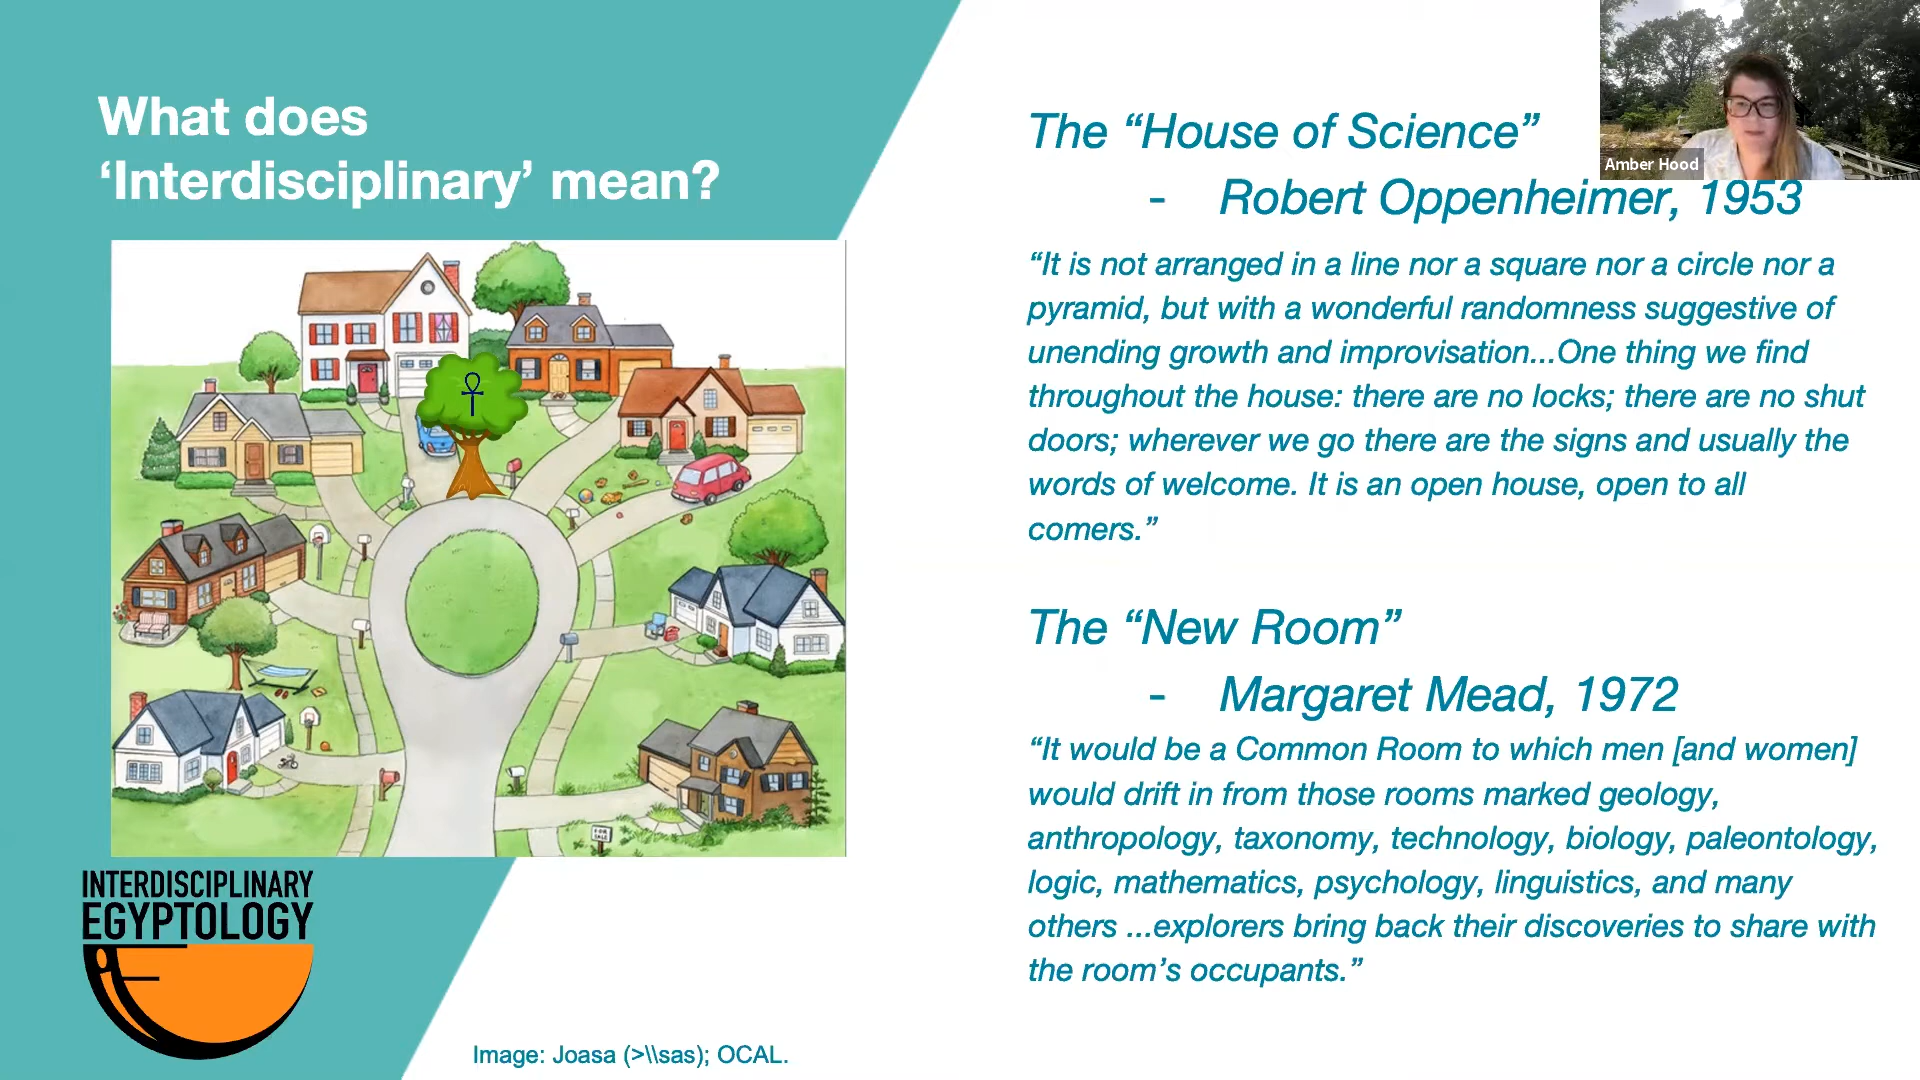 What does
‘Interdisciplinary’ mean?
FOR
SALE
INTERDISCIPLINARY
EGYPTOLOGY
Image: Joasa (>\\sas); OCAL.
The “House of Science”
- Robert Oppenheimer, 1953
“It is not arranged in a line nor a square nor a circle nor a
pyramid, but with a wonderful randomness suggestive of
unending growth and improvisation...One thing we find
throughout the house: there are no locks; there are no shut
doors; wherever we go there are the signs and usually the
words of welcome. It is an open house, open to all
comers.”
The “New Room”
- Margaret Mead, 1972
“It would be a Common Room to which men [and women]
would drift in from those rooms marked geology,
anthropology, taxonomy, technology, biology, paleontology,
logic, mathematics, psychology, linguistics, and many
others ...explorers bring back their discoveries to share with
the room’s occupants.”
Amber Hood